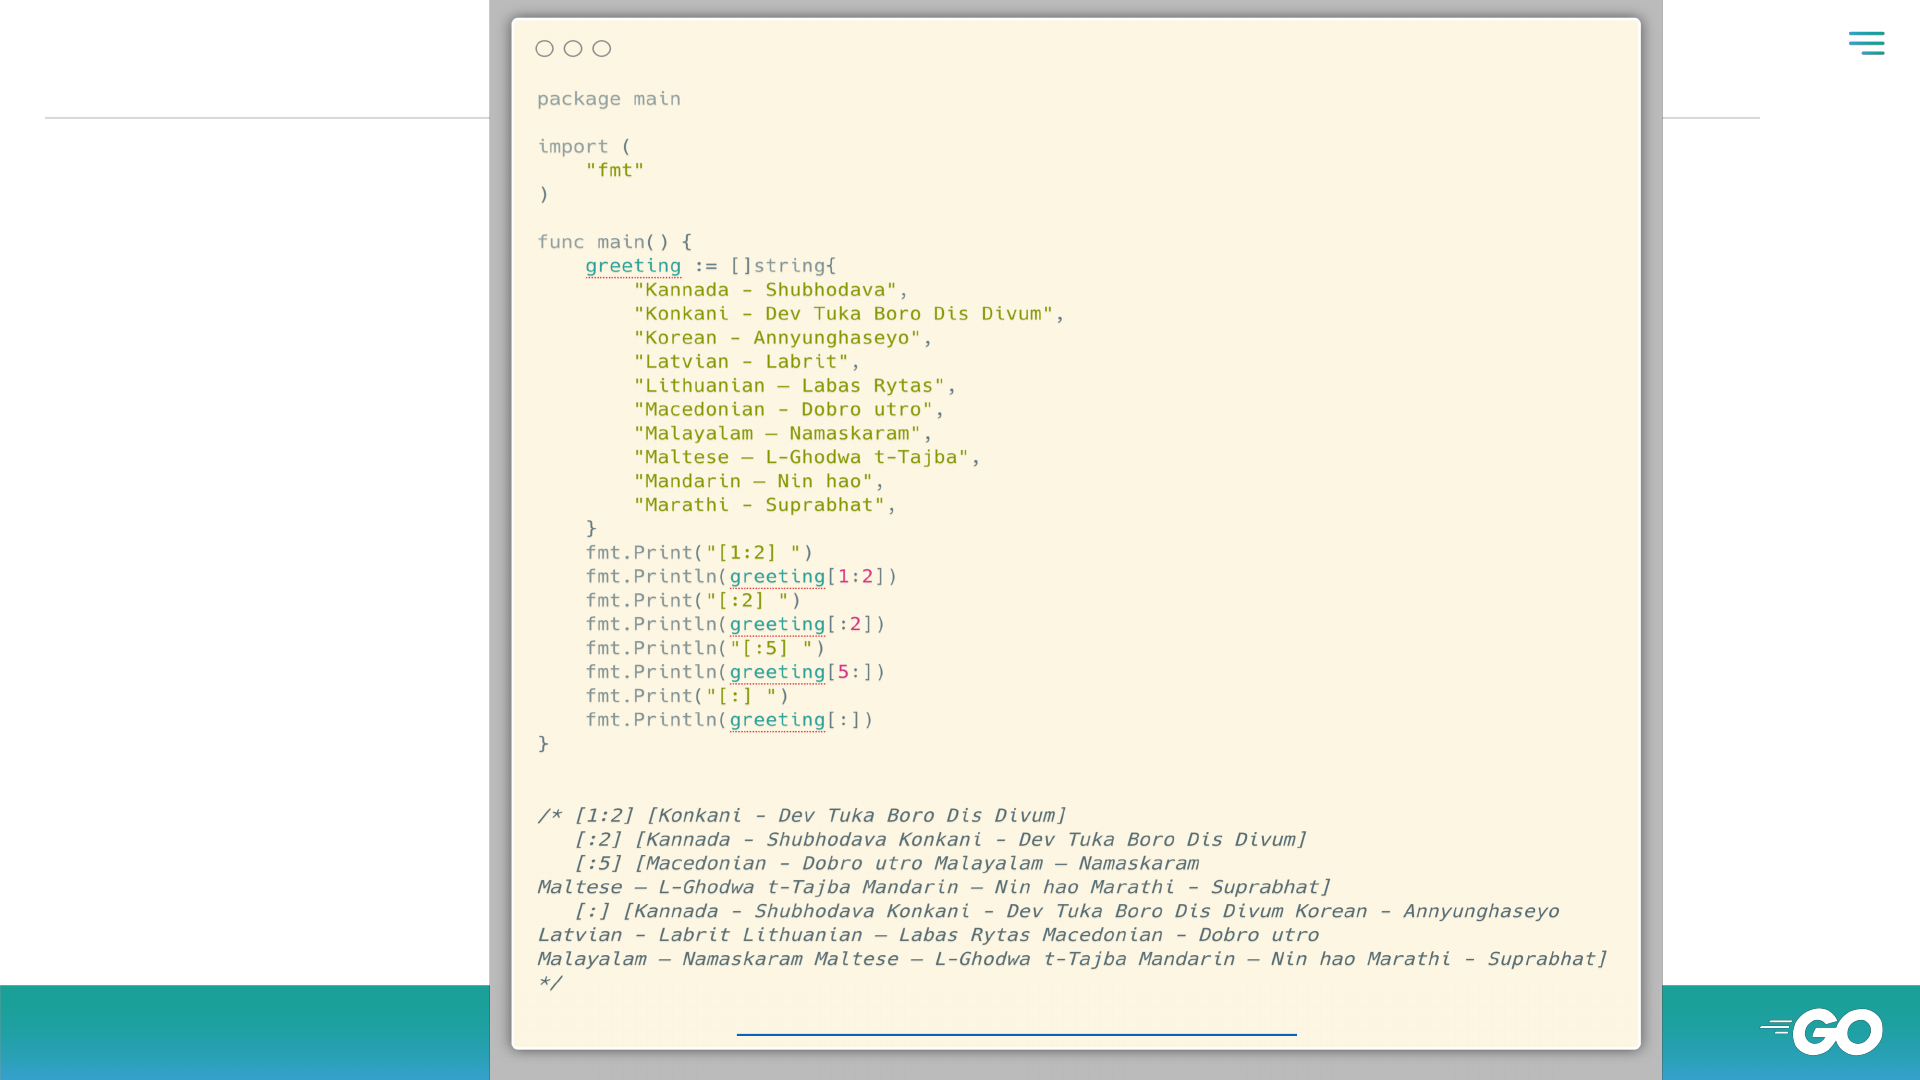 package main
import (
"fmt"
)
func main() {
greeting := []string{
"Kannada - Shubhodava",
"Konkani - Dev Tuka Boro Dis Divum",
"Korean - Annyunghaseyo",
"Latvian - Labrit",
"Lithuanian – Labas Rytas",
"Macedonian - Dobro utro",
"Malayalam – Namaskaram",
"Maltese – L-Ghodwa t-Tajba",
"Mandarin – Nin hao",
"Marathi - Suprabhat",
}
fmt.Print("[1:2] ")
fmt.Println(greeting[1:2])
fmt.Print("[:2] ")
fmt.Println(greeting[:2])
fmt.Println("[:5] ")
fmt.Println(greeting[5:])
fmt.Print("[:] ")
fmt.Println(greeting[:])
}
/* [1:2] [Konkani - Dev Tuka Boro Dis Divum]
[:2] [Kannada - Shubhodava Konkani - Dev Tuka Boro Dis Divum]
[:5] [Macedonian - Dobro utro Malayalam – Namaskaram
Maltese – L-Ghodwa t-Tajba Mandarin – Nin hao Marathi - Suprabhat]
[:] [Kannada - Shubhodava Konkani - Dev Tuka Boro Dis Divum Korean - Annyunghaseyo
Latvian - Labrit Lithuanian – Labas Rytas Macedonian - Dobro utro
Malayalam – Namaskaram Maltese – L-Ghodwa t-Tajba Mandarin – Nin hao Marathi - Suprabhat]
*/
GO